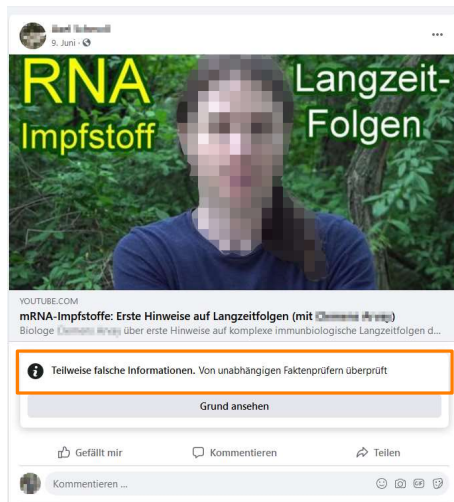 9. Juni ·
RNA
Impfstoff
Langzeit-
Folgen
YOUTUBE.COM
mRNA-Impfstoffe: Erste Hinweise auf Langzeitfolgen (mit )
Biologe über erste Hinweise auf komplexe immunbiologische Langzeitfolgen d...
Teilweise falsche Informationen. Von unabhängigen Faktenprüfern überprüft
Grund ansehen
Gefällt mir
Kommentieren
Teilen
Kommentieren ...
GIF